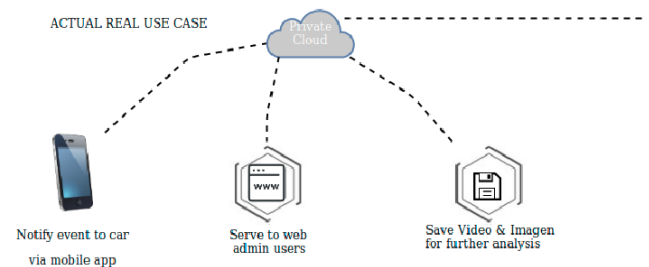 ACTUAL REAL USE CASE
Private
Cloud
www
Notify event to car
via mobile app
Serve to web
admin users
Save Video & Imagen
for further analysis